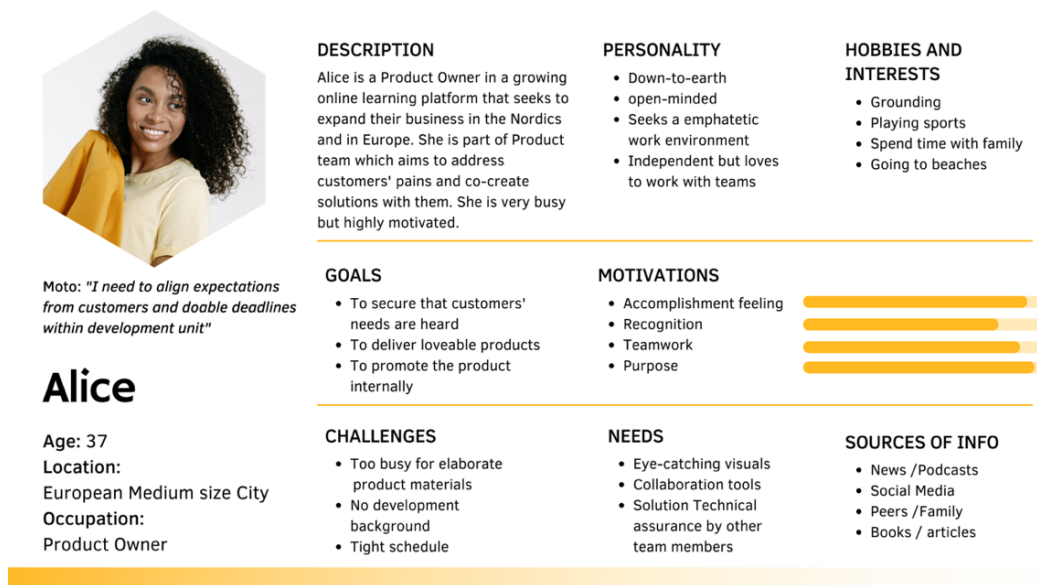 DESCRIPTION
Alice is a Product Owner in a growing
online learning platform that seeks to
expand their business in the Nordics
and in Europe. She is part of Product
team which aims to address
customers' pains and co-create
solutions with them. She is very busy
but highly motivated.
PERSONALITY
• Down-to-earth
• open-minded
• Seeks a emphatetic
work environment
• Independent but loves
to work with teams
HOBBIES AND
INTERESTS
• Grounding
• Playing sports
• Spend time with family
• Going to beaches
Moto: "I need to align expectations
from customers and doable deadlines
within development unit"
Alice
Age: 37
Location:
European Medium size City
Occupation:
Product Owner
GOALS
• To secure that customers'
needs are heard
• To deliver loveable products
• To promote the product
internally
MOTIVATIONS
• Accomplishment feeling
• Recognition
• Teamwork
• Purpose
CHALLENGES
• Too busy for elaborate
product materials
• No development
background
• Tight schedule
NEEDS
• Eye-catching visuals
• Collaboration tools
• Solution Technical
assurance by other
team members
SOURCES OF INFO
• News /Podcasts
• Social Media
• Peers /Family
• Books / articles